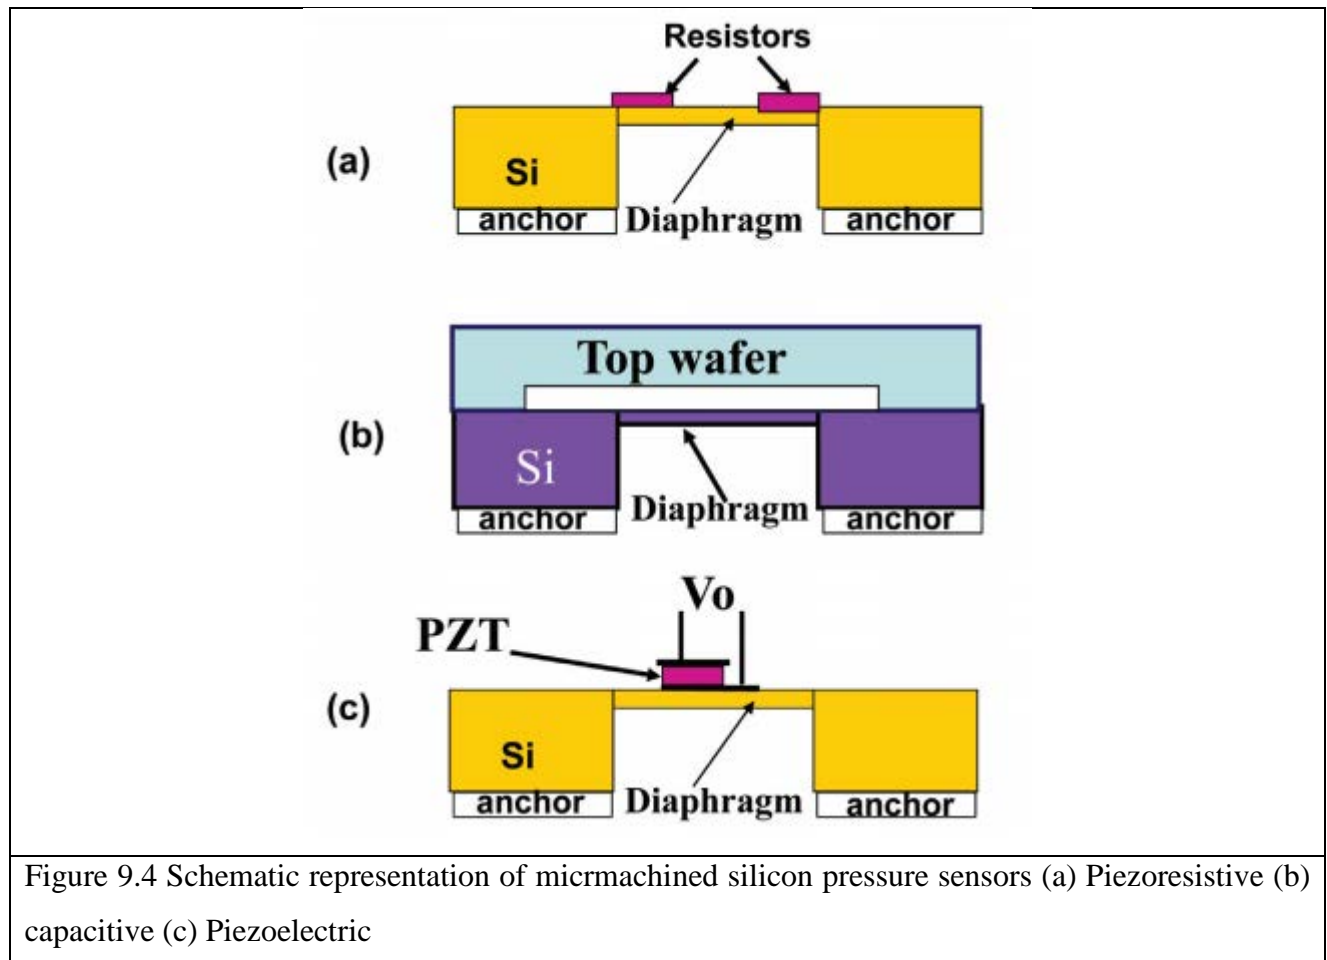 Resistors
(a)
Si
Diaphragm
anchor
anchor
Top wafer
(b)
Si
Diaphragm
anchor
anchor
Vo
PZT
(c)
Si
Diaphragm
anchor
anchor
Figure 9.4 Schematic representation of micrmachined silicon pressure sensors (a) Piezoresistive (b)
capacitive (c) Piezoelectric